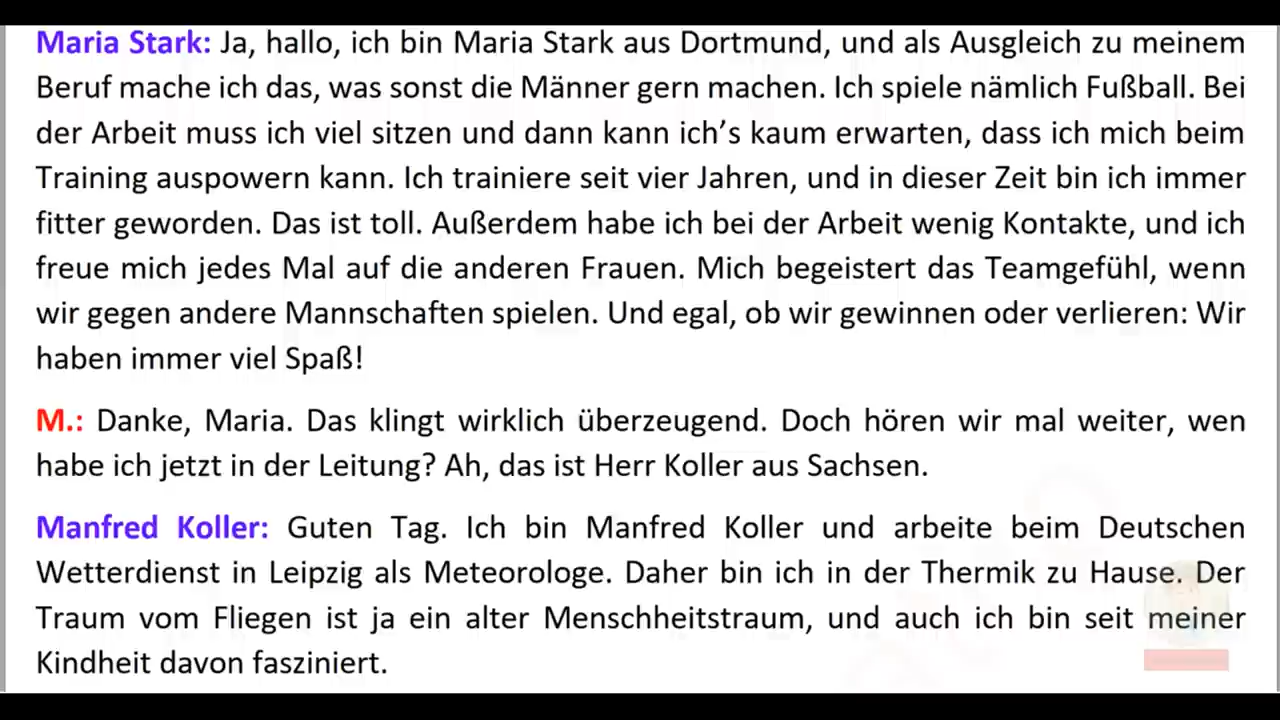 Maria Stark: Ja, hallo, ich bin Maria Stark aus Dortmund, und als Ausgleich zu meinem
Beruf mache ich das, was sonst die Männer gern machen. Ich spiele nämlich Fußball. Bei
der Arbeit muss ich viel sitzen und dann kann ich’s kaum erwarten, dass ich mich beim
Training auspowern kann. Ich trainiere seit vier Jahren, und in dieser Zeit bin ich immer
fitter geworden. Das ist toll. Außerdem habe ich bei der Arbeit wenig Kontakte, und ich
freue mich jedes Mal auf die anderen Frauen. Mich begeistert das Teamgefühl, wenn
wir gegen andere Mannschaften spielen. Und egal, ob wir gewinnen oder verlieren: Wir
haben immer viel Spaß!
M.: Danke, Maria. Das klingt wirklich überzeugend. Doch hören wir mal weiter, wen
habe ich jetzt in der Leitung? Ah, das ist Herr Koller aus Sachsen.
Manfred Koller: Guten Tag. Ich bin Manfred Koller und arbeite beim Deutschen
Wetterdienst in Leipzig als Meteorologe. Daher bin ich in der Thermik zu Hause. Der
Traum vom Fliegen ist ja ein alter Menschheitstraum, und auch ich bin seit meiner
Kindheit davon fasziniert.